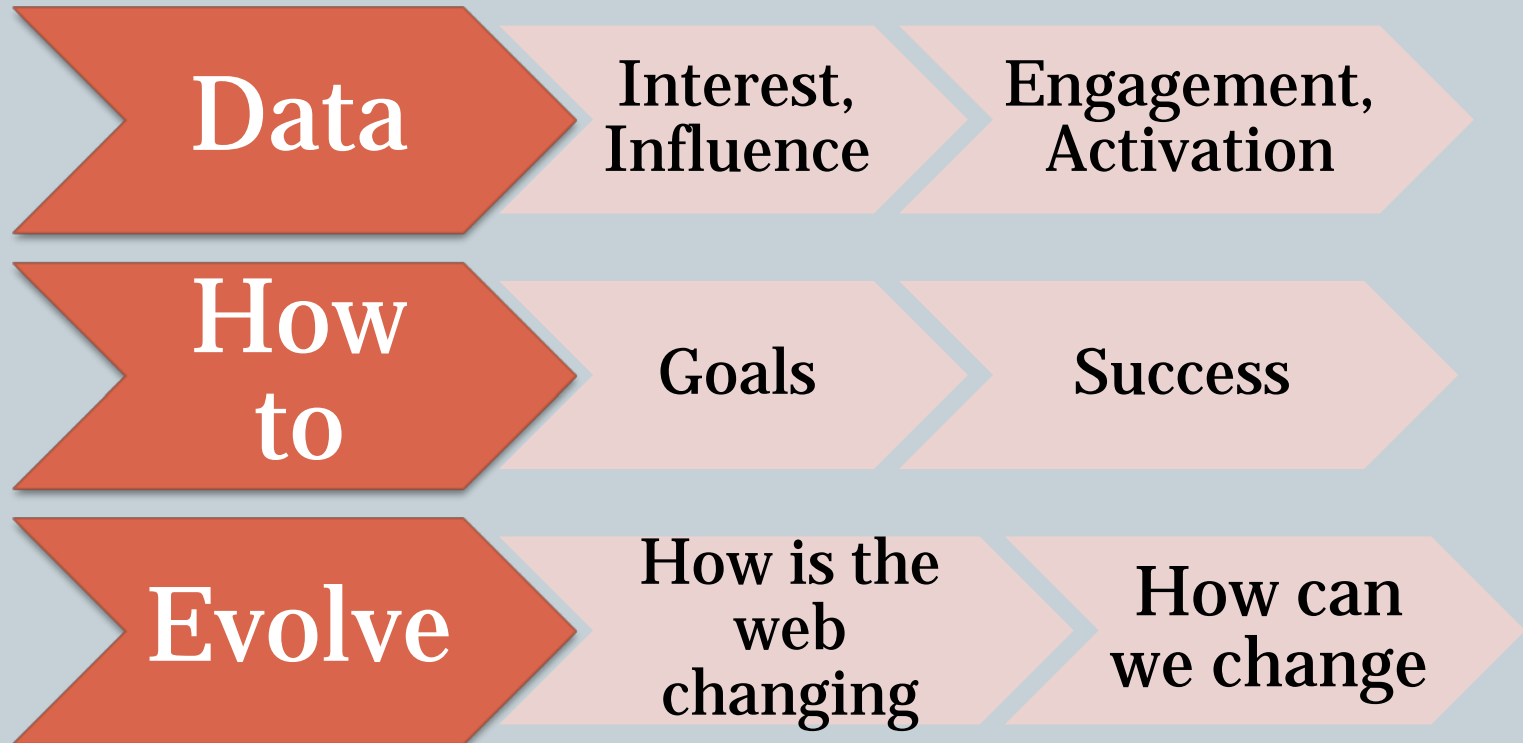 Data
Interest,
Influence
Engagement,
Activation
How
to
Goals
Success
Evolve
How is the
web
changing
How can
we change